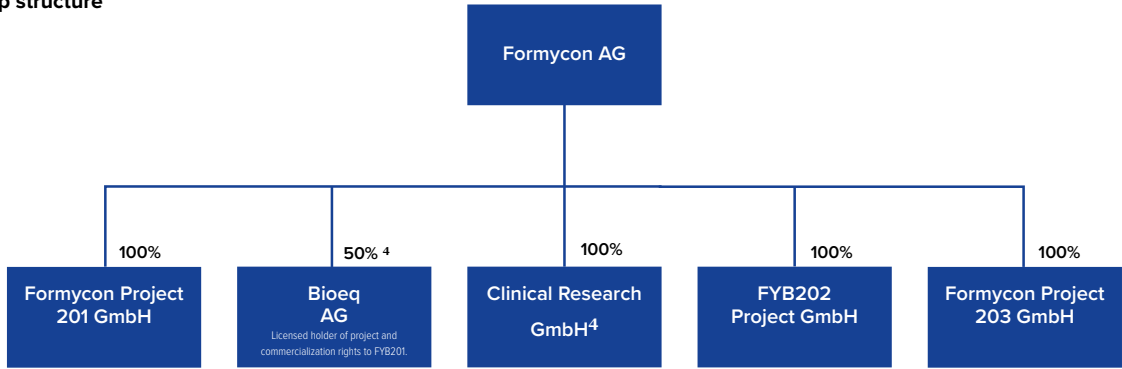 p structure
Formycon AG
100%
50% 4
100%
100%
100%
Formycon Project
201 GmbH
Bioeq
AG
Licensed holder of project and
commercialization rights to FYB201.
Clinical Research
GmbH4
FYB202
Project GmbH
Formycon Project
203 GmbH